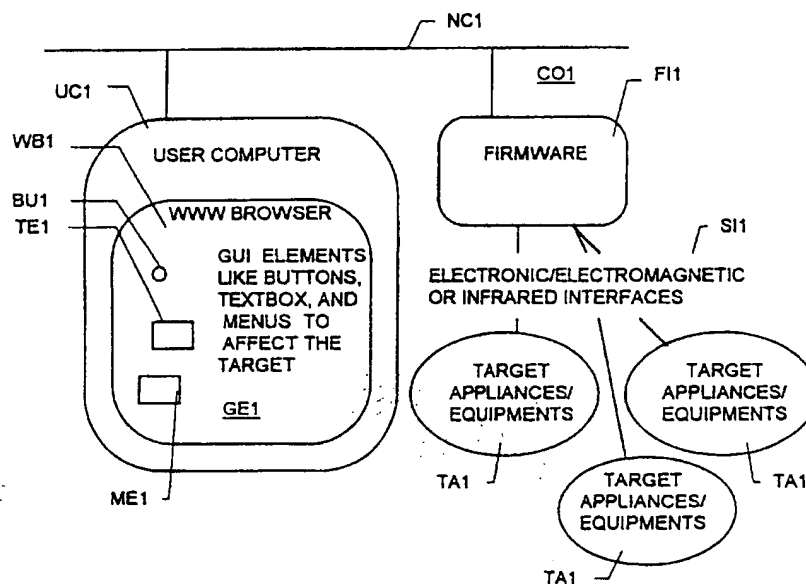 NC1
CO1
FI1
UC1
USER COMPUTER
FIRMWARE
WB1
WWW BROWSER
BU1
TE1
GUI ELEMENTS
LIKE BUTTONS,
TEXTBOX, AND
MENUS TO
AFFECT THE
TARGET
GE1
ME1
SI1
ELECTRONIC/ELECTROMAGNETIC
OR INFRARED INTERFACES
TARGET
APPLIANCES/
EQUIPMENTS
TA1
TARGET
APPLIANCES/
EQUIPMENTS
TA1
TARGET
APPLIANCES/
EQUIPMENTS
TA1